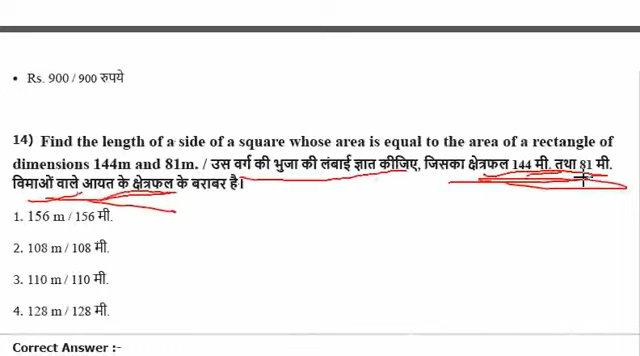 • Rs. 900 / 900 रुपये
14) Find the length of a side of a square whose area is equal to the area of a rectangle of
dimensions 144m and 81m. / उस वर्ग की भुजा की लंबाई ज्ञात कीजिए, जिसका क्षेत्रफल 144 मी. तथा 81 मी.
विमाओं वाले आयत के क्षेत्रफल के बराबर है।
1. 156 m / 156 मी.
2. 108 m / 108 मी.
3. 110 m / 110 मी.
4. 128 m / 128 मी.
Correct Answer :-